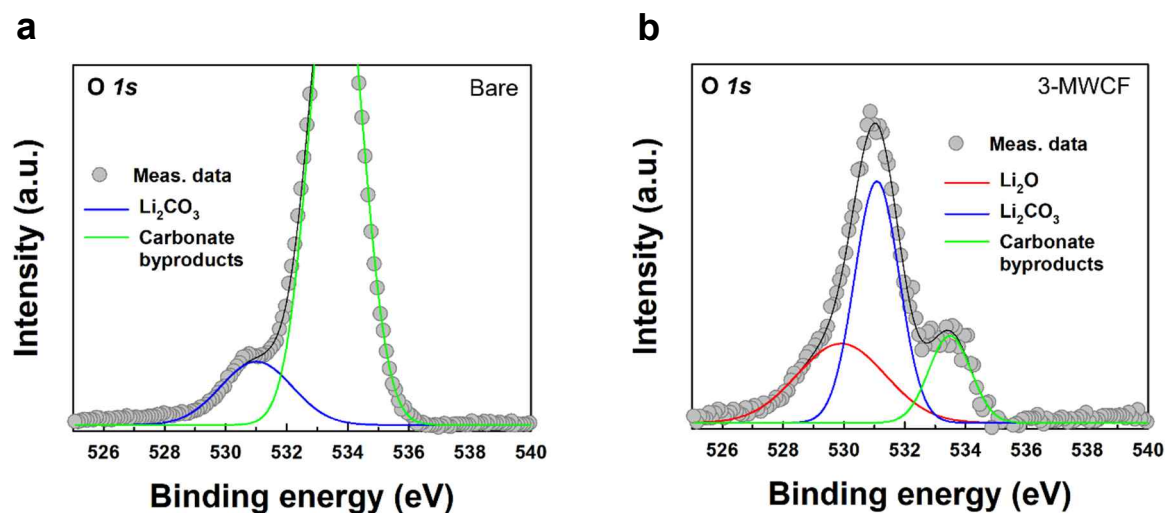 a
O 1s
Bare
Meas. data
Li₂CO₃
Carbonate
byproducts
Intensity (a.u.)
526 528 530 532 534 536 538 540
Binding energy (eV)
b
O 1s
3-MWCF
Meas. data
Li₂O
Li₂CO₃
Carbonate
byproducts
Intensity (a.u.)
526 528 530 532 534 536 538 540
Binding energy (eV)